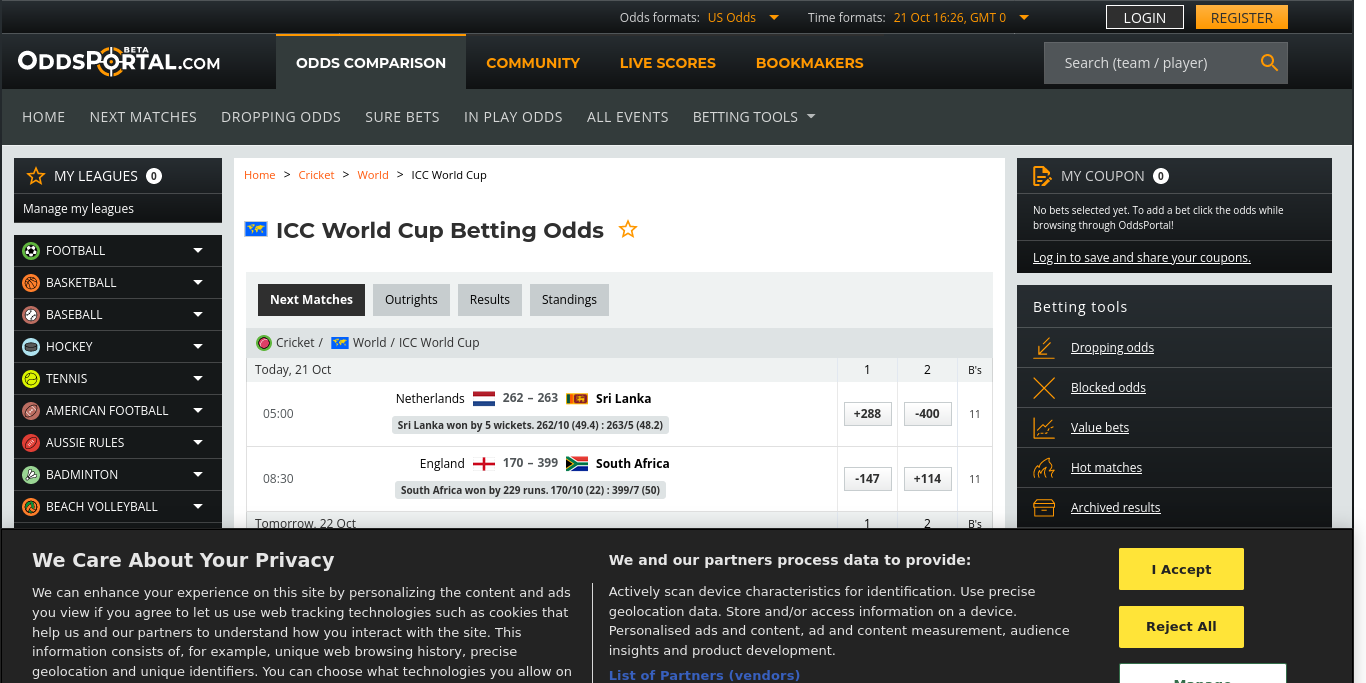 Odds formats: US Odds Time formats: 21 Oct 16:26, GMT 0 LOGIN REGISTER
ODDSPORTAL.COM BETA
ODDS COMPARISON COMMUNITY LIVE SCORES BOOKMAKERS Search (team / player)
HOME NEXT MATCHES DROPPING ODDS SURE BETS IN PLAY ODDS ALL EVENTS BETTING TOOLS
MY LEAGUES 0
Manage my leagues
FOOTBALL
BASKETBALL
BASEBALL
HOCKEY
TENNIS
AMERICAN FOOTBALL
AUSSIE RULES
BADMINTON
BEACH VOLLEYBALL
Home > Cricket > World > ICC World Cup
ICC World Cup Betting Odds
Next Matches Outrights Results Standings
Cricket / World / ICC World Cup
Today, 21 Oct 1 2 B's
05:00 Netherlands 262 – 263 Sri Lanka +288 -400 11
Sri Lanka won by 5 wickets. 262/10 (49.4) : 263/5 (48.2)
08:30 England 170 – 399 South Africa -147 +114 11
South Africa won by 229 runs. 170/10 (22) : 399/7 (50)
Tomorrow, 22 Oct 1 2 B's
MY COUPON 0
No bets selected yet. To add a bet click the odds while
browsing through OddsPortal!
Log in to save and share your coupons.
Betting tools
Dropping odds
Blocked odds
Value bets
Hot matches
Archived results
We Care About Your Privacy
We can enhance your experience on this site by personalizing the content and ads
you view if you agree to let us use web tracking technologies such as cookies that
help us and our partners to understand how you interact with the site. This
information consists of, for example, unique web browsing history, precise
geolocation and unique identifiers. You can choose what technologies you allow on
We and our partners process data to provide:
Actively scan device characteristics for identification. Use precise
geolocation data. Store and/or access information on a device.
Personalised ads and content, ad and content measurement, audience
insights and product development.
List of Partners (vendors)
I Accept
Reject All
Manage